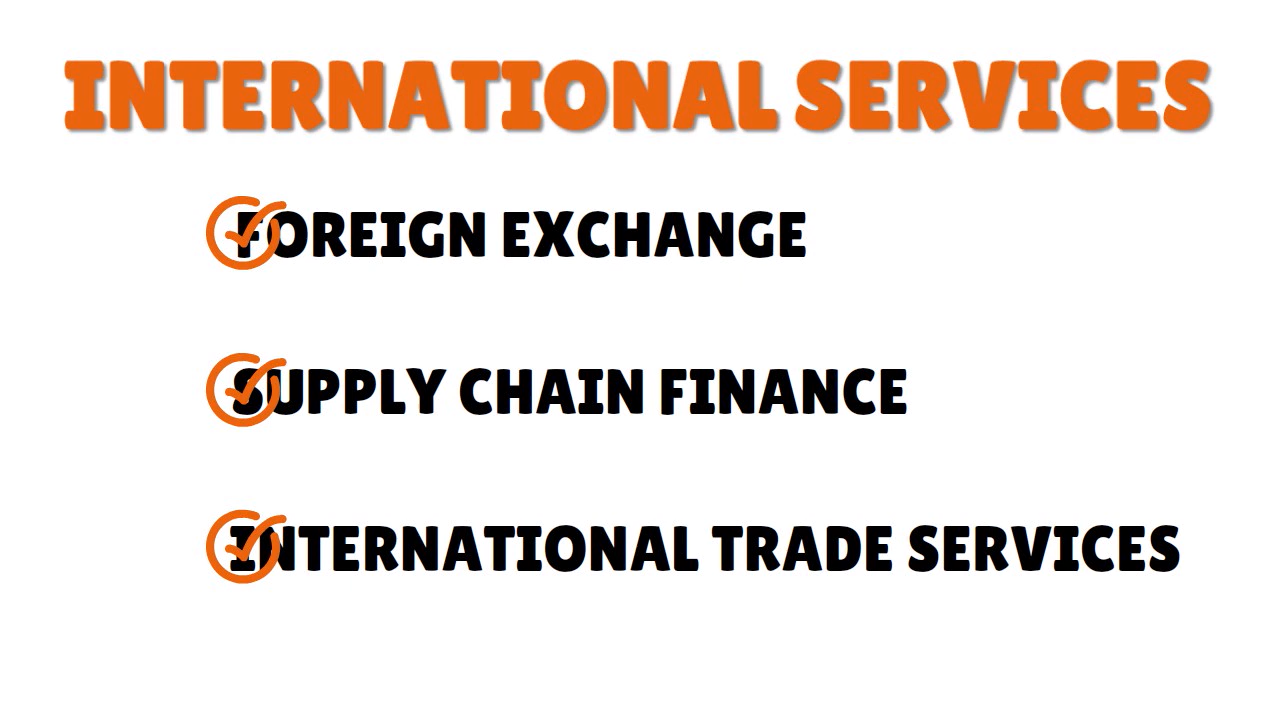 INTERNATIONAL SERVICES
FOREIGN EXCHANGE
SUPPLY CHAIN FINANCE
INTERNATIONAL TRADE SERVICES